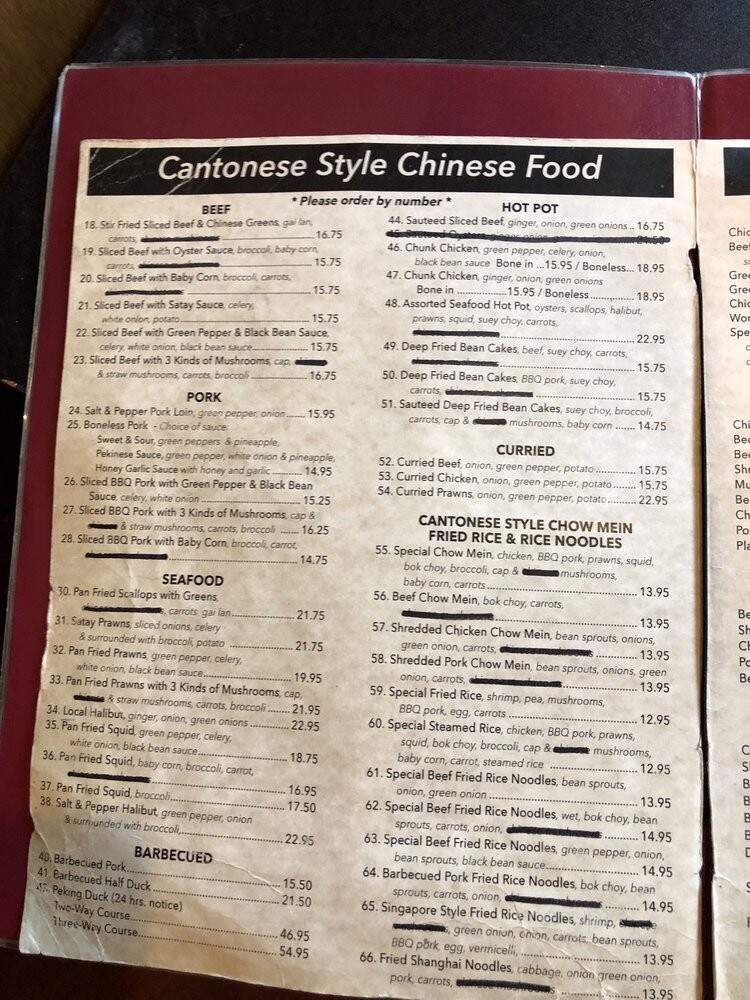 Cantonese Style Chinese Food
* Please order by number *
BEEF
18. Stir Fried Sliced Beef & Chinese Greens, gai lan,
carrots, 16.75
19. Sliced Beef with Oyster Sauce, broccoli, baby corn,
carrots, 15.75
20. Sliced Beef with Baby Corn, broccoli, carrots,
15.75
21. Sliced Beef with Satay Sauce, celery,
white onion, potato 15.75
22. Sliced Beef with Green Pepper & Black Bean Sauce,
celery, white onion, black bean sauce 15.75
23. Sliced Beef with 3 Kinds of Mushrooms, cap,
& straw mushrooms, carrots, broccoli 16.75
PORK
24. Salt & Pepper Pork Loin, green pepper, onion 15.95
25. Boneless Pork - Choice of sauce:
Sweet & Sour, green peppers & pineapple,
Pekinese Sauce, green pepper, white onion & pineapple,
Honey Garlic Sauce with honey and garlic 14.95
26. Sliced BBQ Pork with Green Pepper & Black Bean
Sauce, celery, white onion 15.25
27. Sliced BBQ Pork with 3 Kinds of Mushrooms, cap &
& straw mushrooms, carrots, broccoli 16.25
28. Sliced BBQ Pork with Baby Corn, broccoli, carrot,
14.75
SEAFOOD
30. Pan Fried Scallops with Greens,
carrots, gai lan 21.75
31. Satay Prawns, sliced onions, celery
& surrounded with broccoli, potato 21.75
32. Pan Fried Prawns, green pepper, celery,
white onion, black bean sauce 19.95
33. Pan Fried Prawns with 3 Kinds of Mushrooms, cap,
& straw mushrooms, carrots, broccoli 21.95
34. Local Halibut, ginger, onion, green onions 22.95
35. Pan Fried Squid, green pepper, celery,
white onion, black bean sauce 18.75
36. Pan Fried Squid, baby corn, broccoli, carrot,
16.95
37. Pan Fried Squid, broccoli 17.50
38. Salt & Pepper Halibut, green pepper, onion
& surrounded with broccoli, 22.95
BARBECUED
40. Barbecued Pork 15.50
41. Barbecued Half Duck 21.50
Peking Duck (24 hrs. notice)
Two-Way Course 46.95
Three-Way Course 54.95
HOT POT
44. Sauteed Sliced Beef, ginger, onion, green onions .. 16.75
45. Sauteed Oysters, 21.50
46. Chunk Chicken, green pepper, celery, onion,
black bean sauce Bone in ...15.95 / Boneless... 18.95
47. Chunk Chicken, ginger, onion, green onions
Bone in 15.95 / Boneless 18.95
48. Assorted Seafood Hot Pot, oysters, scallops, halibut,
prawns, squid, suey choy, carrots,
22.95
49. Deep Fried Bean Cakes, beef, suey choy, carrots,
15.75
50. Deep Fried Bean Cakes, BBQ pork, suey choy,
carrots, 15.75
51. Sauteed Deep Fried Bean Cakes, suey choy, broccoli,
carrots, cap & mushrooms, baby corn 14.75
CURRIED
52. Curried Beef, onion, green pepper, potato 15.75
53. Curried Chicken, onion, green pepper, potato 15.75
54. Curried Prawns, onion, green pepper, potato 22.95
CANTONESE STYLE CHOW MEIN
FRIED RICE & RICE NOODLES
55. Special Chow Mein, chicken, BBQ pork, prawns, squid,
bok choy, broccoli, cap & mushrooms,
baby corn, carrots 13.95
56. Beef Chow Mein, bok choy, carrots,
13.95
57. Shredded Chicken Chow Mein, bean sprouts, onions,
green onion, carrots, 13.95
58. Shredded Pork Chow Mein, bean sprouts, onions, green
onion, carrots, 13.95
59. Special Fried Rice, shrimp, pea, mushrooms,
BBQ pork, egg, carrots 12.95
60. Special Steamed Rice, chicken, BBQ pork, prawns,
squid, bok choy, broccoli, cap & mushrooms,
baby corn, carrot, steamed rice 12.95
61. Special Beef Fried Rice Noodles, bean sprouts,
onion, green onion 13.95
62. Special Beef Fried Rice Noodles, wet, bok choy, bean
sprouts, carrots, onion, 14.95
63. Special Beef Fried Rice Noodles, green pepper, onion,
bean sprouts, black bean sauce 14.95
64. Barbecued Pork Fried Rice Noodles, bok choy, bean
sprouts, carrots, onion, 14.95
65. Singapore Style Fried Rice Noodles, shrimp,
green onion, onion, carrots, bean sprouts,
BBQ pork, egg, vermicelli, 13.95
66. Fried Shanghai Noodles, cabbage, onion, green onion,
pork, carrots, 13.95